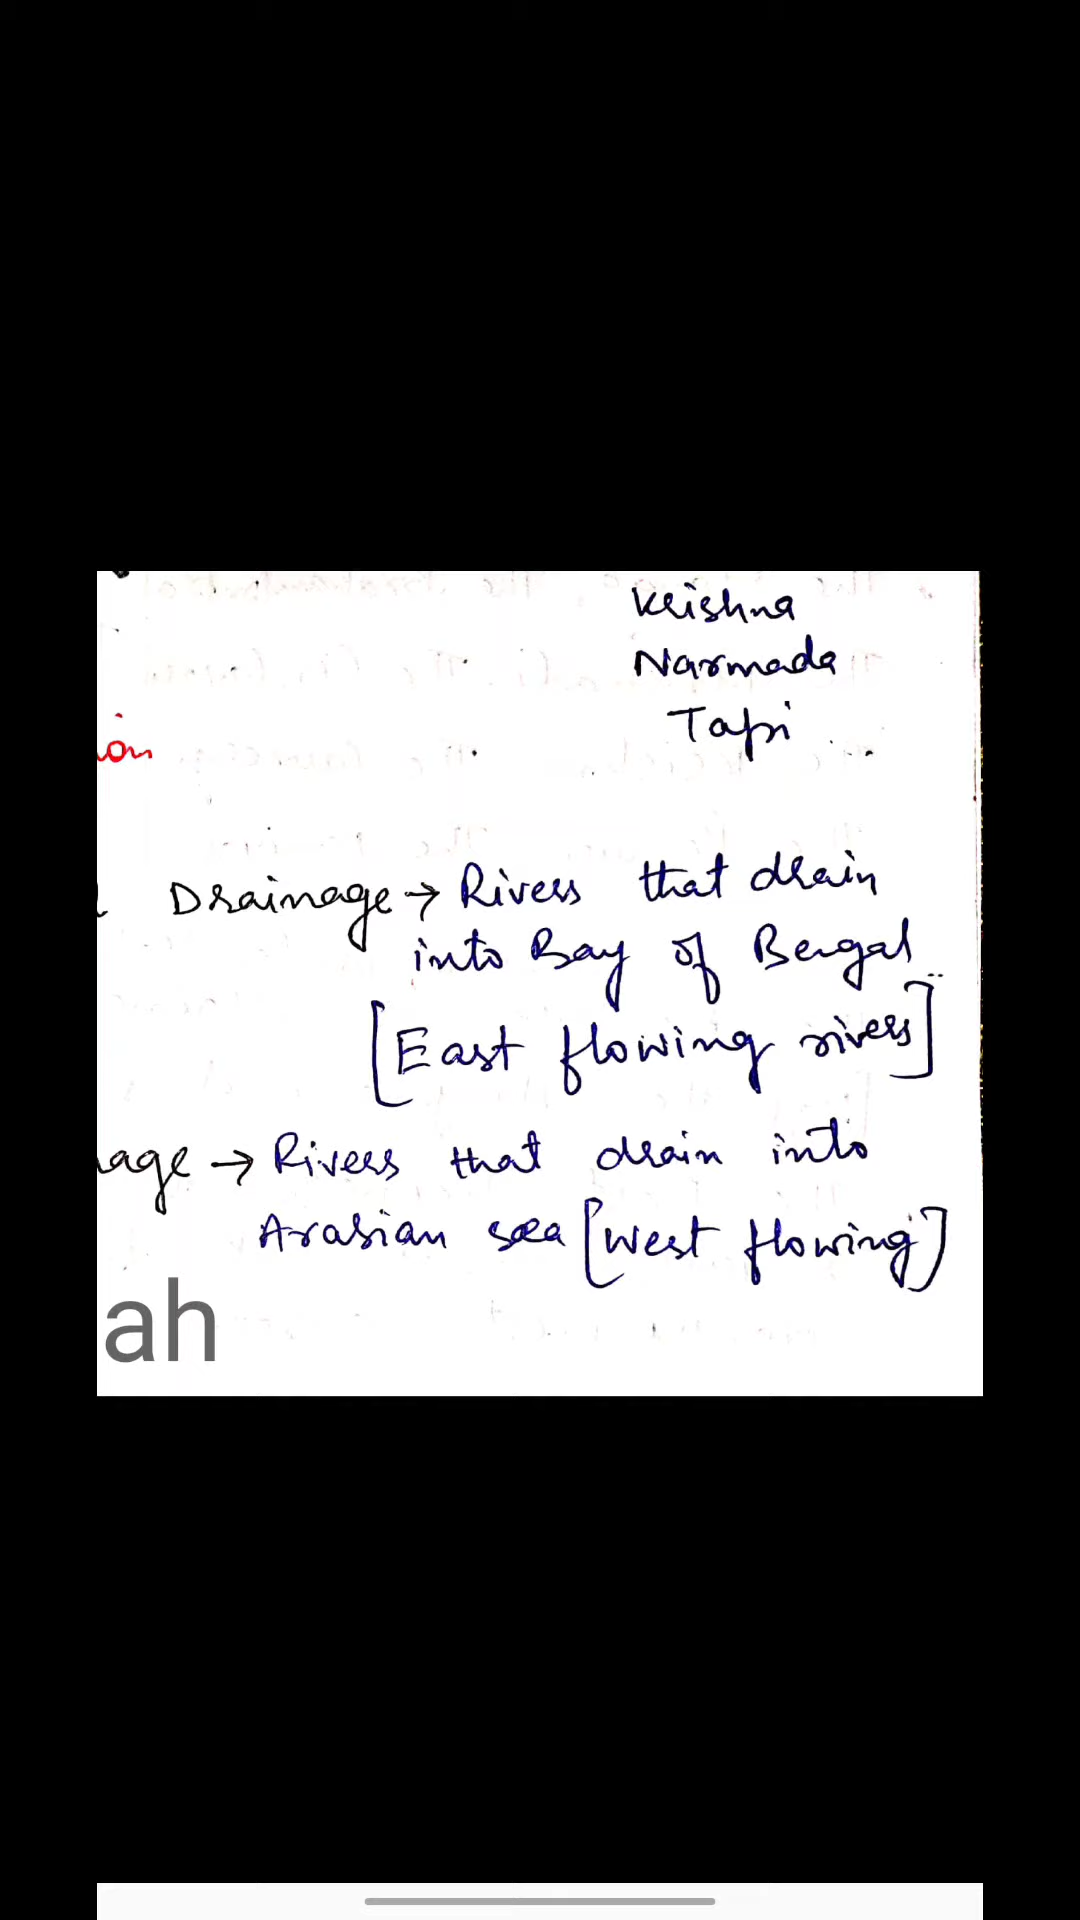 Krishna
Narmada
Tapi
Drainage → Rivers that drain
into Bay of Bengal
[East flowing rivers]
age → Rivers that drain into
Arabian sea [West flowing]
ah